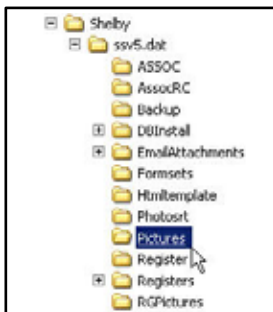 Shelby
ssv5.dat
ASSOC
AssocRC
Backup
DBInstall
EmailAttachments
Formsets
Htmltemplate
Photosrt
Pictures
Register
Registers
RGPictures